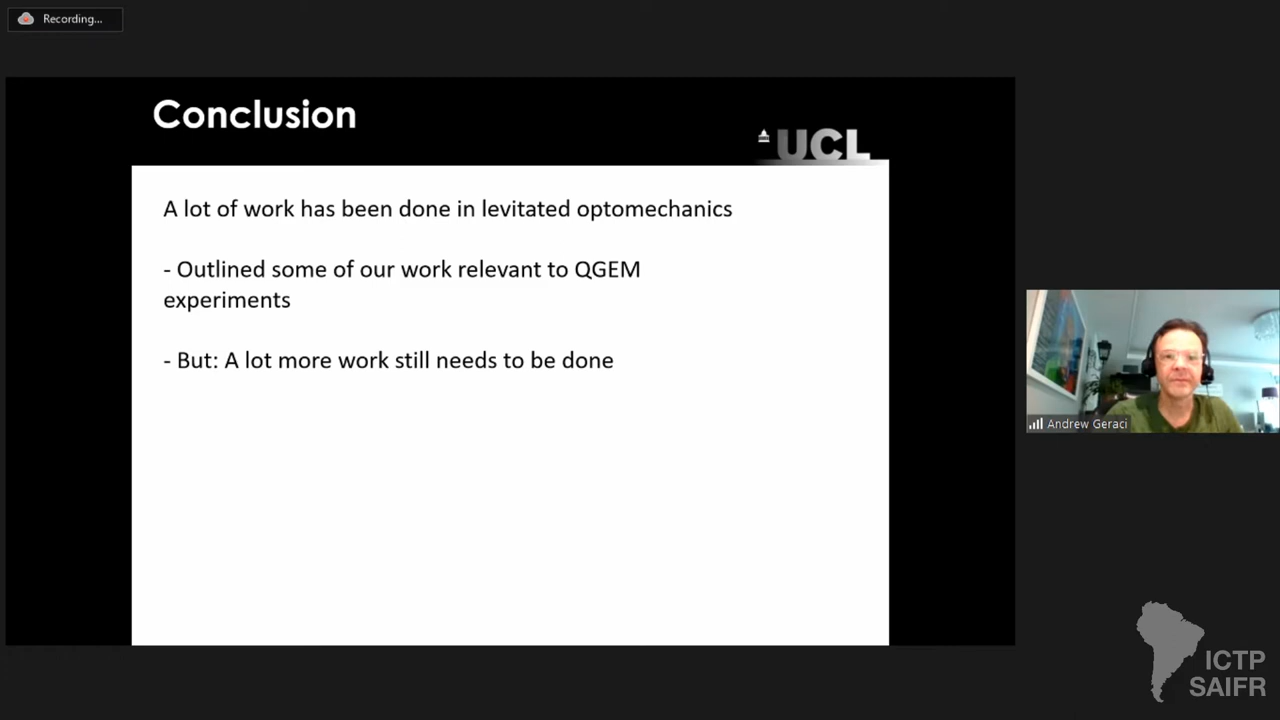 Recording...
Conclusion
UCL
A lot of work has been done in levitated optomechanics
- Outlined some of our work relevant to QGEM
experiments
- But: A lot more work still needs to be done
Andrew Geraci
ICTP
SAIFR